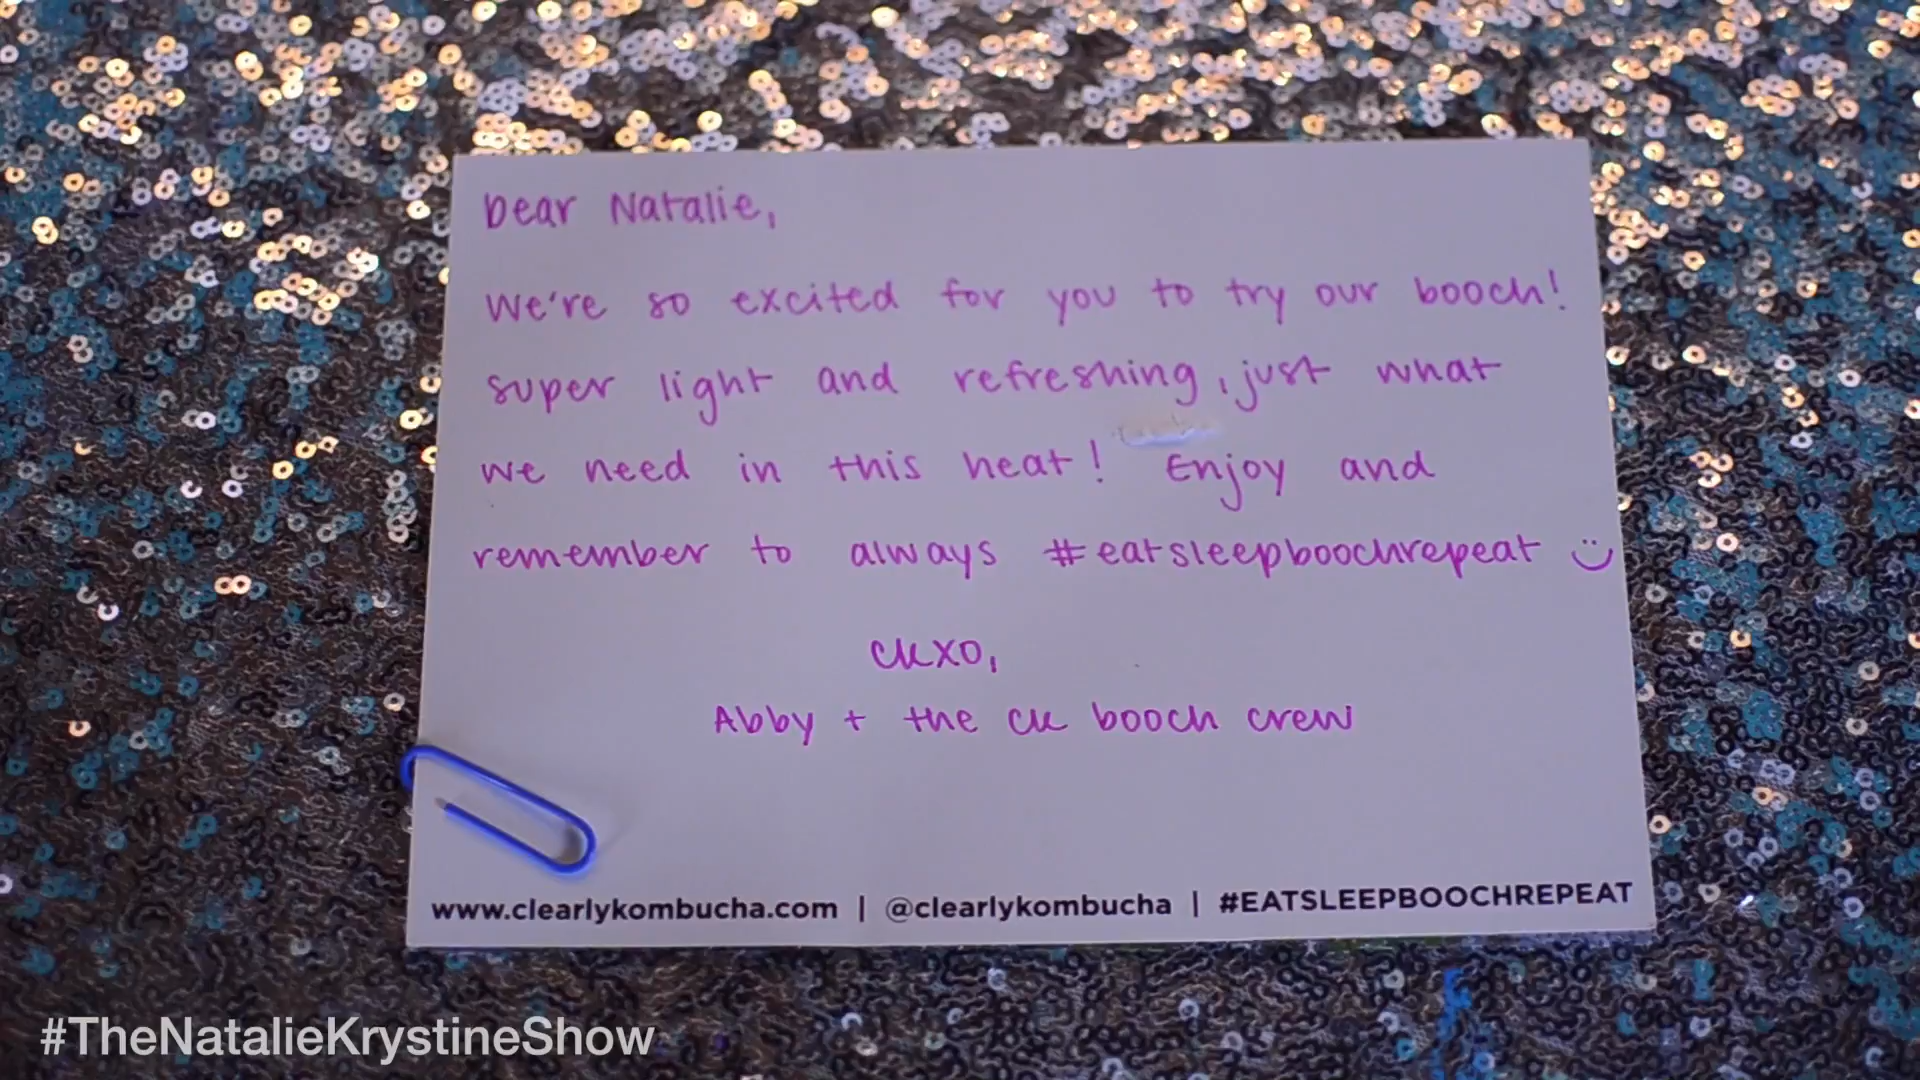 Dear Natalie,
We're so excited for you to try our booch!
super light and refreshing, just what
we need in this heat! Enjoy and
remember to always #eatsleepboochrepeat :)
CKXO,
Abby + the CK booch crew
www.clearlykombucha.com | @clearlykombucha | #EATSLEEPBOOCHREPEAT
#TheNatalieKrystineShow